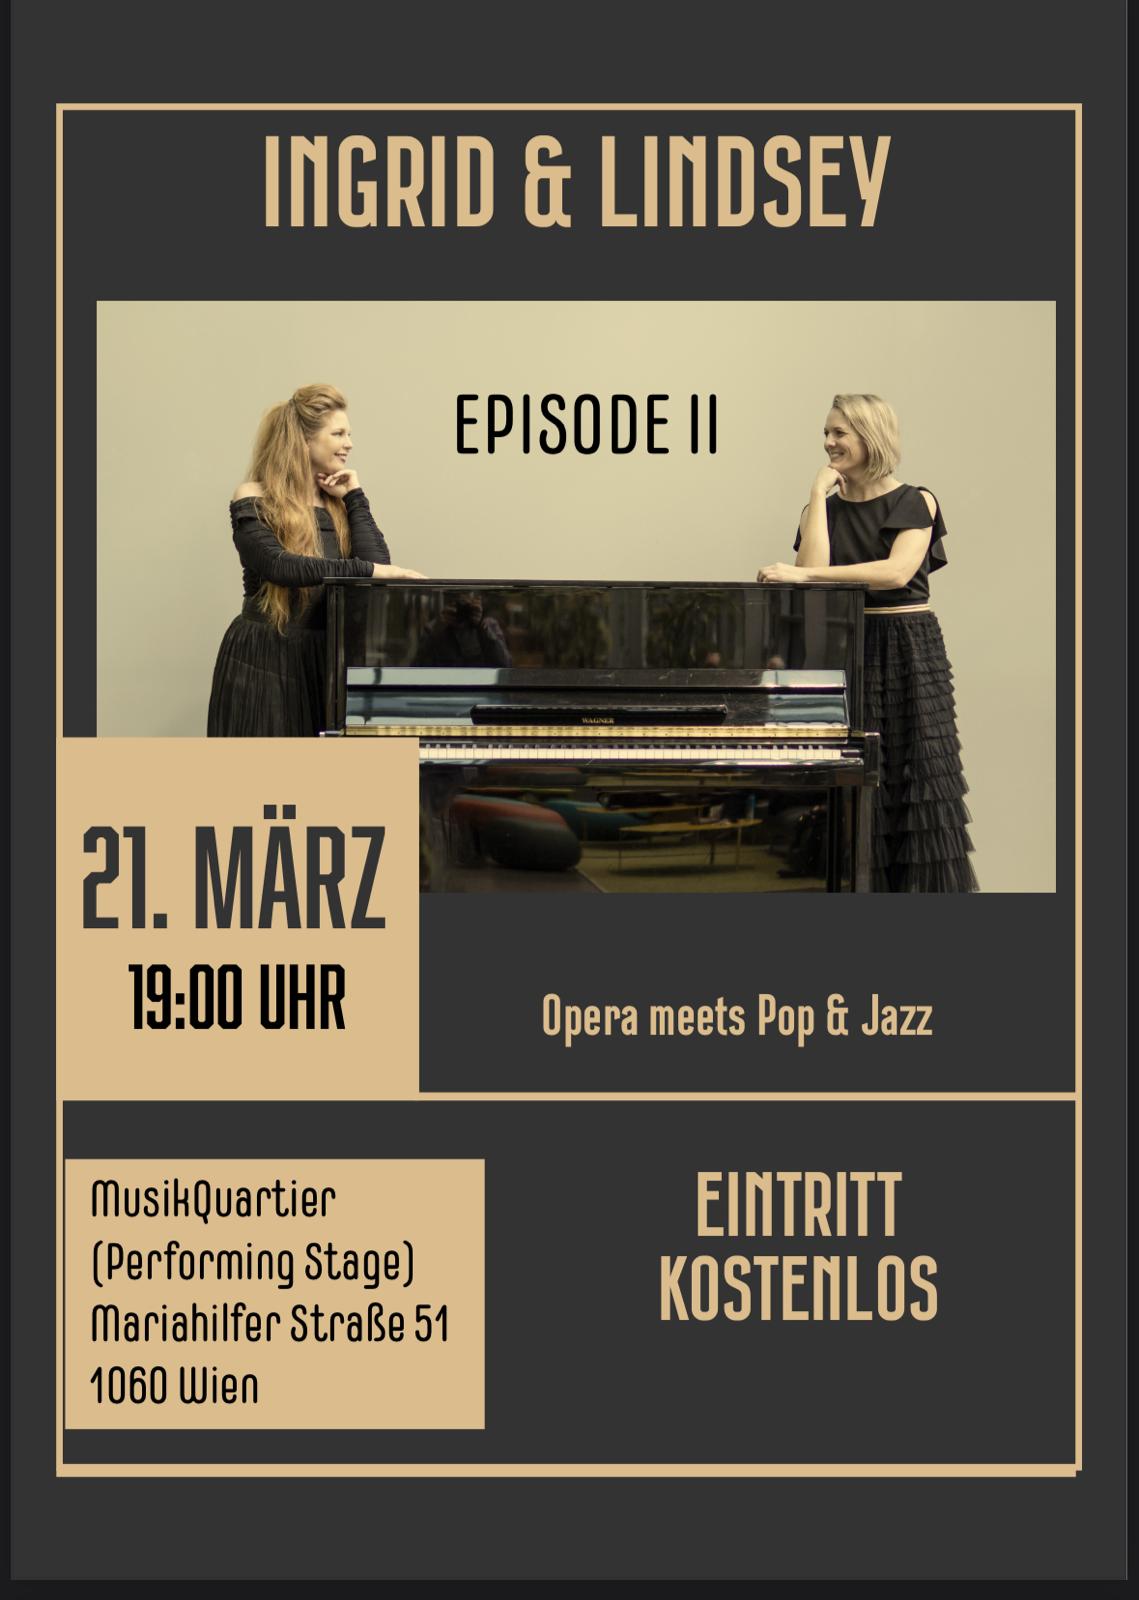 INGRID & LINDSEY
EPISODE II
WAGNER
21. MÄRZ
19:00 UHR
Opera meets Pop & Jazz
MusikQuartier
(Performing Stage)
Mariahilfer Straße 51
1060 Wien
EINTRITT
KOSTENLOS